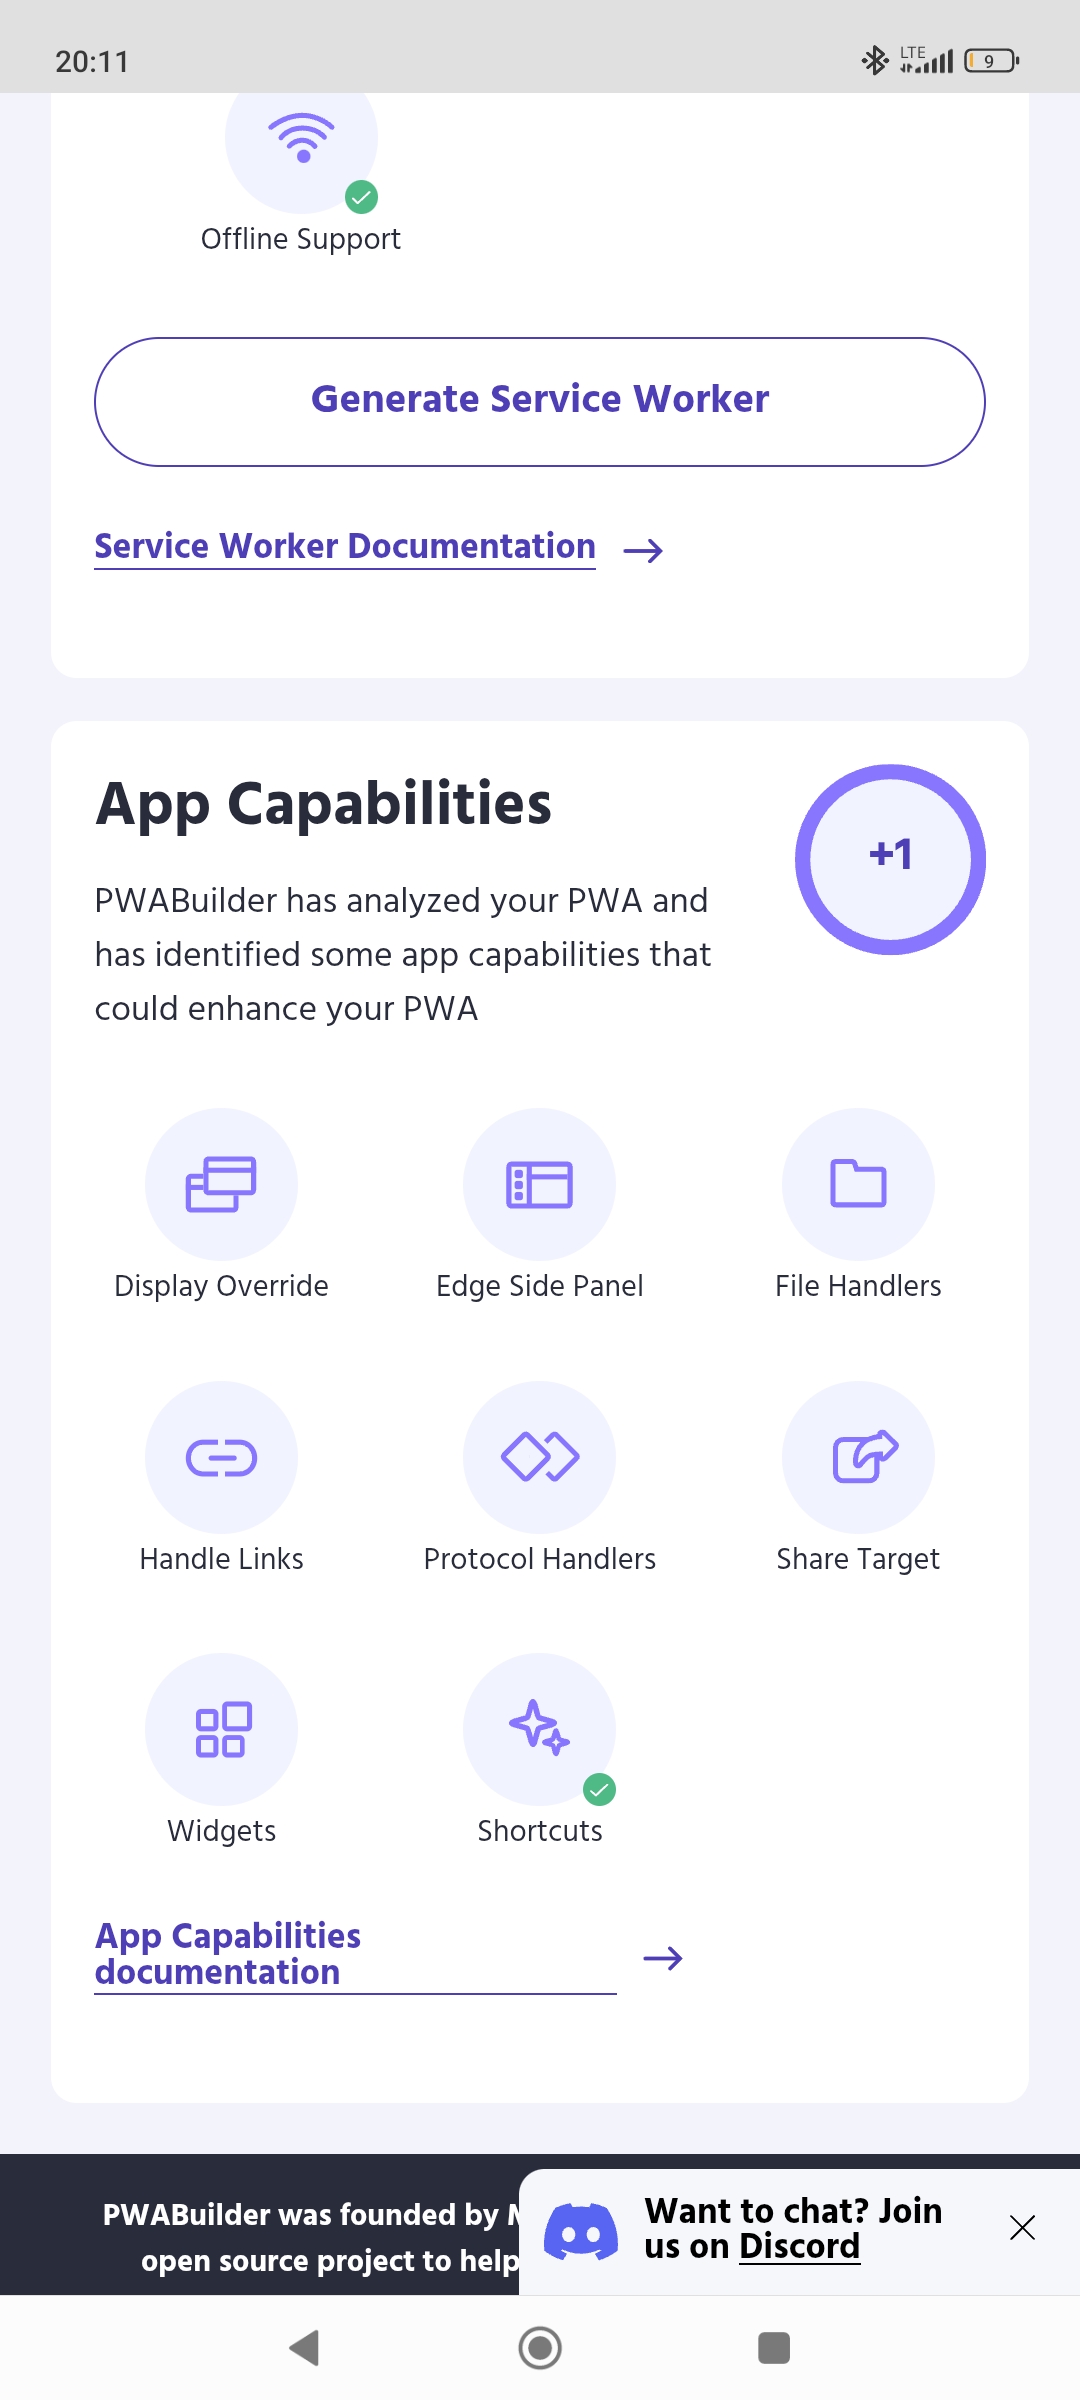 20:11
LTE
9
Offline Support
Generate Service Worker
Service Worker Documentation
App Capabilities
+1
PWABuilder has analyzed your PWA and
has identified some app capabilities that
could enhance your PWA
Display Override
Edge Side Panel
File Handlers
Handle Links
Protocol Handlers
Share Target
Widgets
Shortcuts
App Capabilities
documentation
PWABuilder was founded by
open source project to help
Want to chat? Join
us on Discord